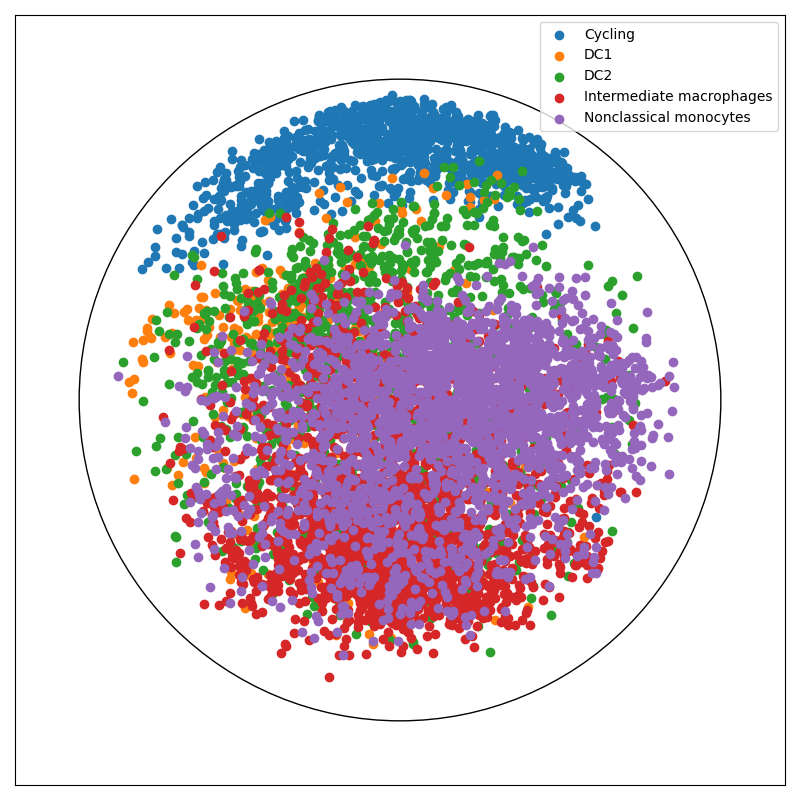 Cycling
DC1
DC2
Intermediate macrophages
Nonclassical monocytes